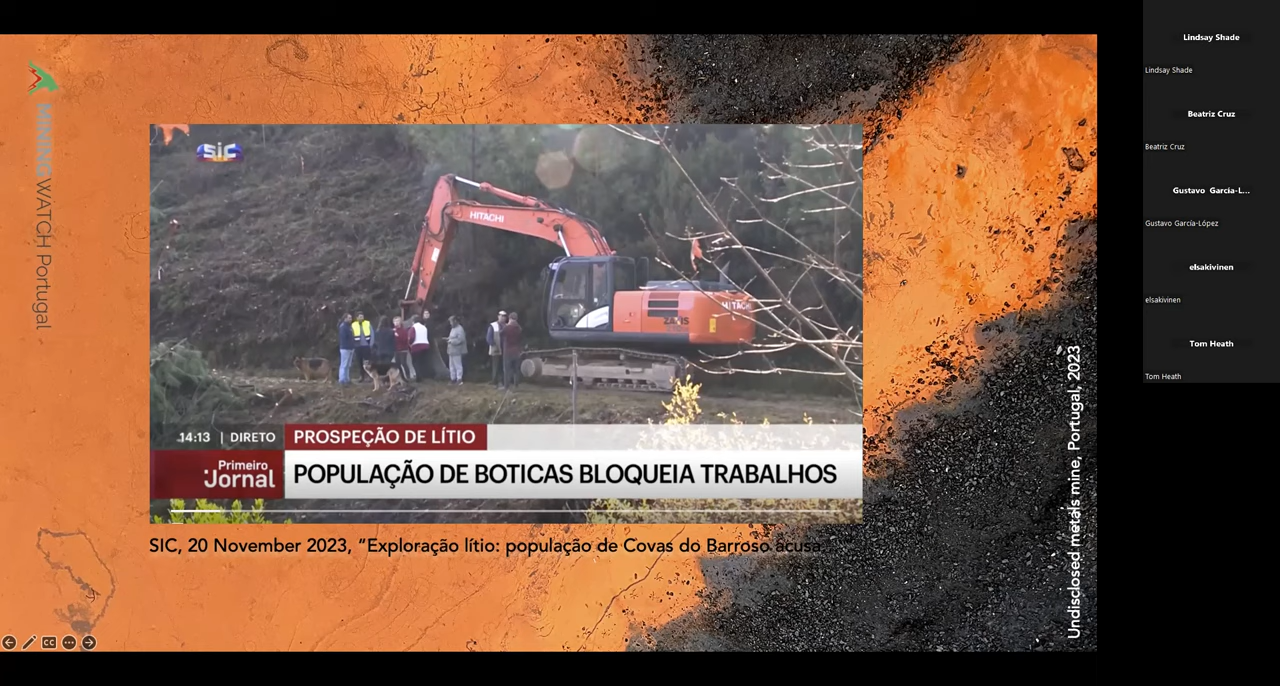 MININGWATCH Portugal
SIC
HITACHI
HITACHI
14:13 | DIRETO
PROSPEÇÃO DE LÍTIO
Primeiro
Jornal
POPULAÇÃO DE BOTICAS BLOQUEIA TRABALHOS
SIC, 20 November 2023, “Exploração lítio: população de Covas do Barroso acusa
Undisclosed metals mine, Portugal, 2023
CC
Lindsay Shade
Lindsay Shade
Beatriz Cruz
Beatriz Cruz
Gustavo García-L...
Gustavo García-López
elsakivinen
elsakivinen
Tom Heath
Tom Heath